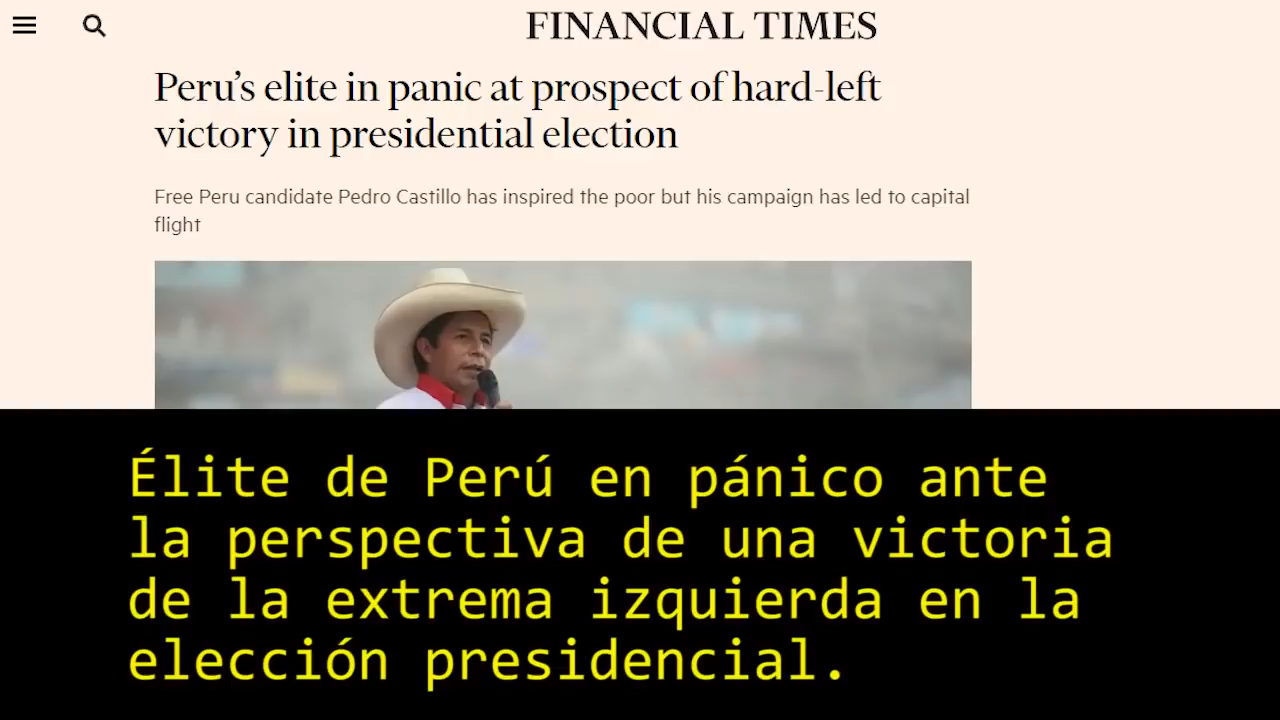 FINANCIAL TIMES
Peru’s elite in panic at prospect of hard-left
victory in presidential election
Free Peru candidate Pedro Castillo has inspired the poor but his campaign has led to capital
flight
Élite de Perú en pánico ante
la perspectiva de una victoria
de la extrema izquierda en la
elección presidencial.